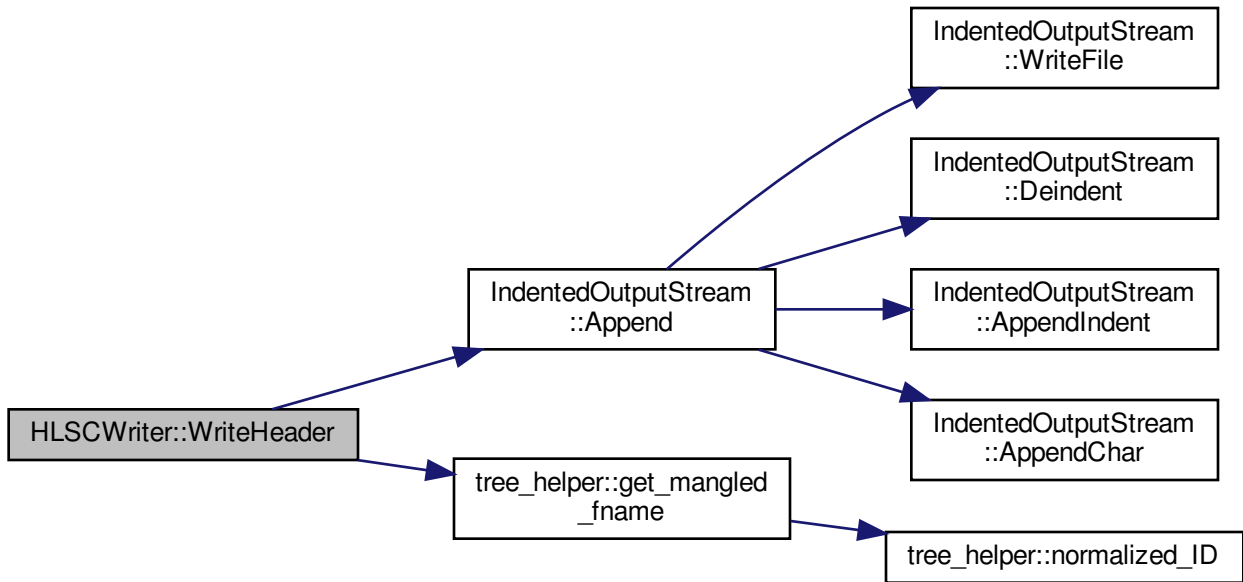 IndentedOutputStream
::WriteFile
IndentedOutputStream
::Deindent
IndentedOutputStream
::Append
IndentedOutputStream
::AppendIndent
IndentedOutputStream
::AppendChar
HLSCWriter::WriteHeader
tree_helper::get_mangled
_fname
tree_helper::normalized_ID